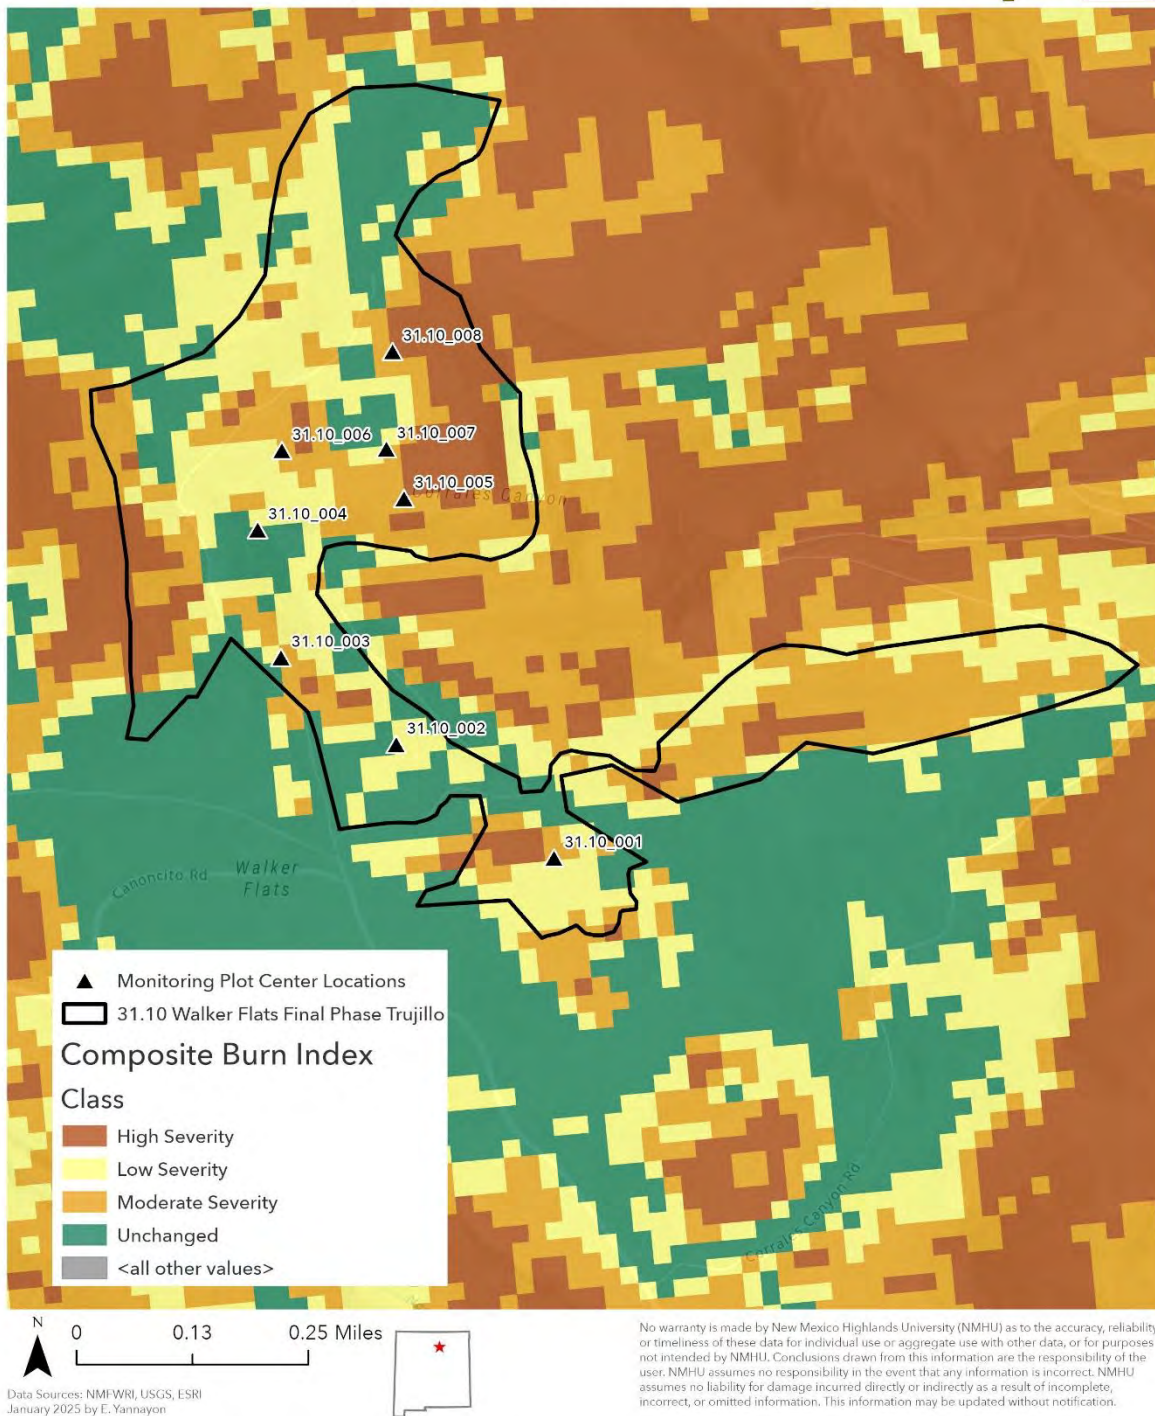 31.10_008
31.10_006
31.10_007
31.10_005
Corrales Canyon
31.10_004
31.10_003
31.10_002
31.10_001
Walker
Flats
Canoncito Rd
Corrales Canyon Rd
Monitoring Plot Center Locations
31.10 Walker Flats Final Phase Trujillo
Composite Burn Index
Class
High Severity
Low Severity
Moderate Severity
Unchanged
<all other values>
N
0 0.13 0.25 Miles
Data Sources: NMFWRI, USGS, ESRI
January 2025 by E. Yannayon
No warranty is made by New Mexico Highlands University (NMHU) as to the accuracy, reliability,
or timeliness of these data for individual use or aggregate use with other data, or for purposes
not intended by NMHU. Conclusions drawn from this information are the responsibility of the
user. NMHU assumes no responsibility in the event that any information is incorrect. NMHU
assumes no liability for damage incurred directly or indirectly as a result of incomplete,
incorrect, or omitted information. This information may be updated without notification.